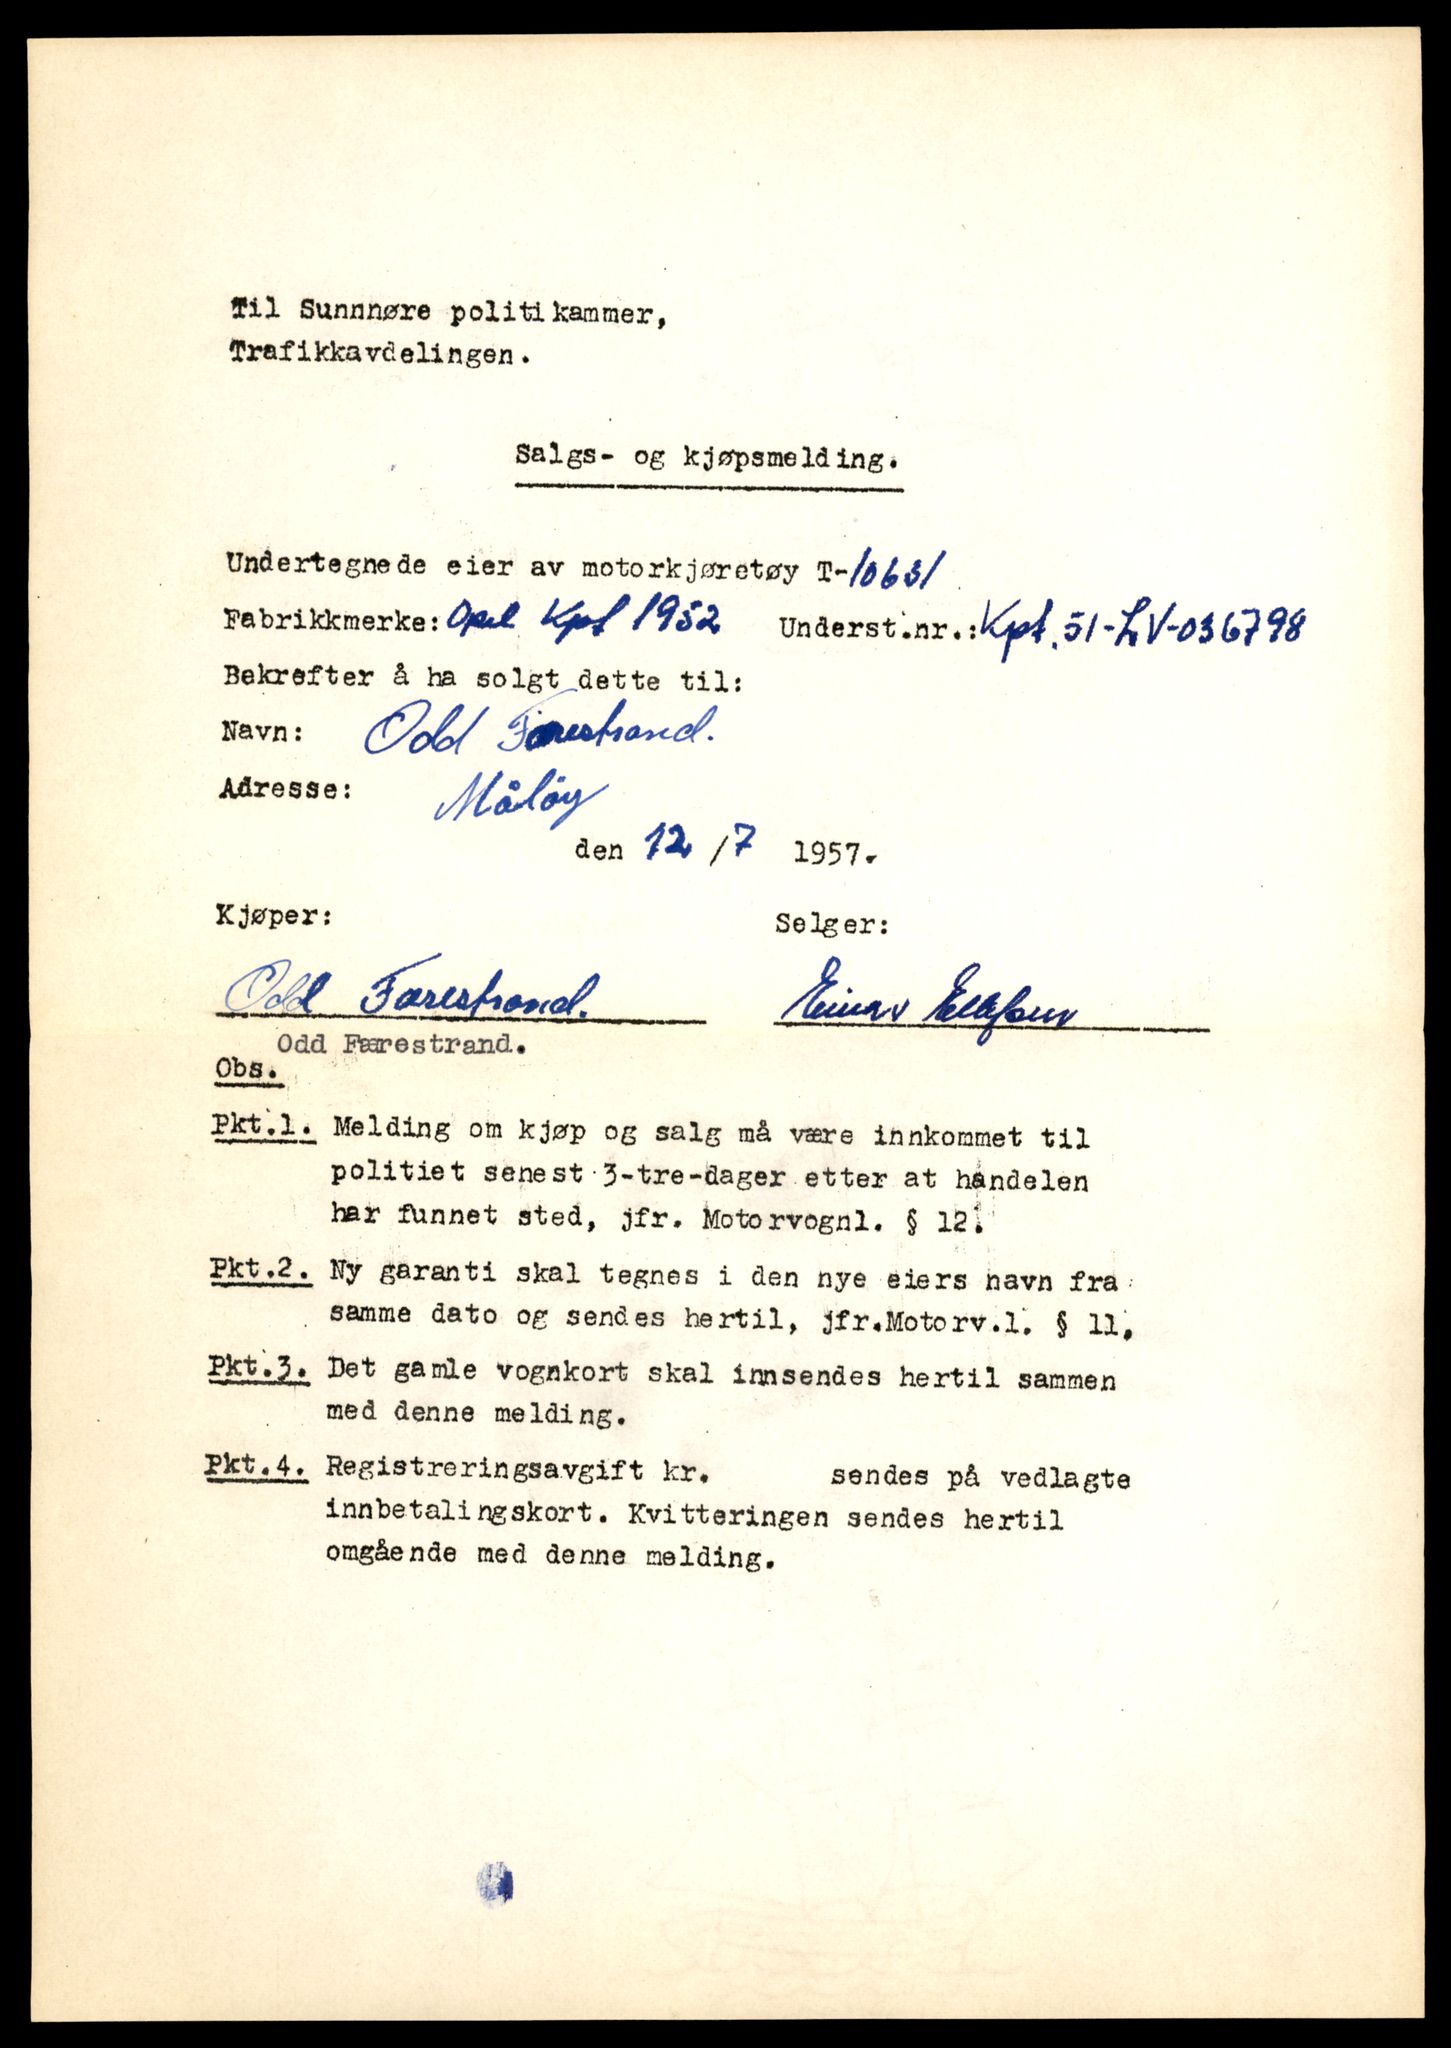 Til Sunnnøre politikammer,
Trafikkavdelingen.
Salgs- og kjøpsmelding.
Undertegnede eier av motorkjøretøy T-10631
Fabrikkmerke: Opel Kpt 1952 Underst.nr.: Kpt. 51-LV-036798
Bekrefter å ha solgt dette til:
Navn: Odd Færestrand.
Adresse: Måløy
den 12/7 1957.
Kjøper: Selger:
Odd Færestrand. Einar
Odd Færestrand.
Obs.
Pkt.1. Melding om kjøp og salg må være innkommet til
politiet senest 3-tre-dager etter at handelen
har funnet sted, jfr. Motorvognl. § 12.
Pkt.2. Ny garanti skal tegnes i den nye eiers navn fra
samme dato og sendes hertil, jfr.Motorv.l. § 11.
Pkt.3. Det gamle vognkort skal innsendes hertil sammen
med denne melding.
Pkt.4. Registreringsavgift kr. sendes på vedlagte
innbetalingskort. Kvitteringen sendes hertil
omgående med denne melding.